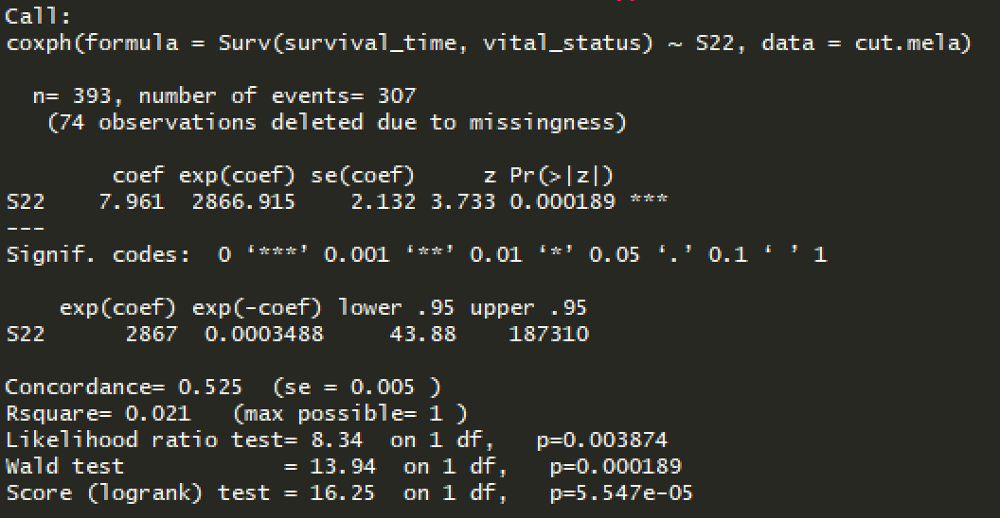 Call:
coxph(formula = Surv(survival_time, vital_status) ~ S22, data = cut.mela)
n= 393, number of events= 307
(74 observations deleted due to missingness)
coef exp(coef) se(coef) z Pr(>|z|)
S22 7.961 2866.915 2.132 3.733 0.000189 ***
---
Signif. codes: 0 ‘***’ 0.001 ‘**’ 0.01 ‘*’ 0.05 ‘.’ 0.1 ‘ ’ 1
exp(coef) exp(-coef) lower .95 upper .95
S22 2867 0.0003488 43.88 187310
Concordance= 0.525 (se = 0.005 )
Rsquare= 0.021 (max possible= 1 )
Likelihood ratio test= 8.34 on 1 df, p=0.003874
Wald test = 13.94 on 1 df, p=0.000189
Score (logrank) test = 16.25 on 1 df, p=5.547e-05